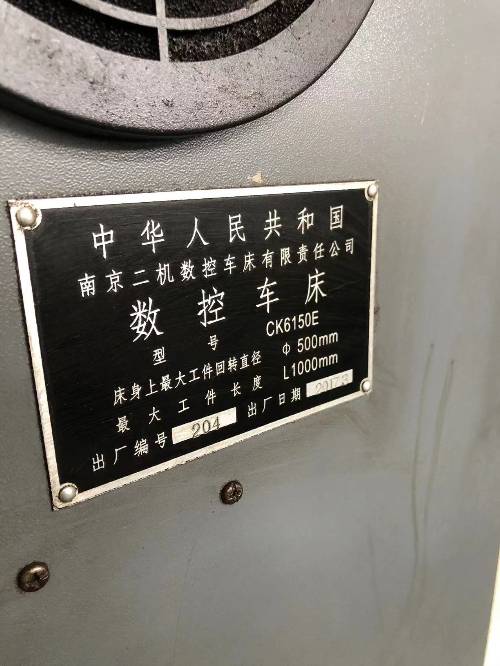 中华人民共和国
南京二机数控车床有限责任公司
数控车床
型号 CK6150E
床身上最大工件回转直径 Φ 500mm
最大工件长度 L1000mm
出厂编号 204 出厂日期 2017.3